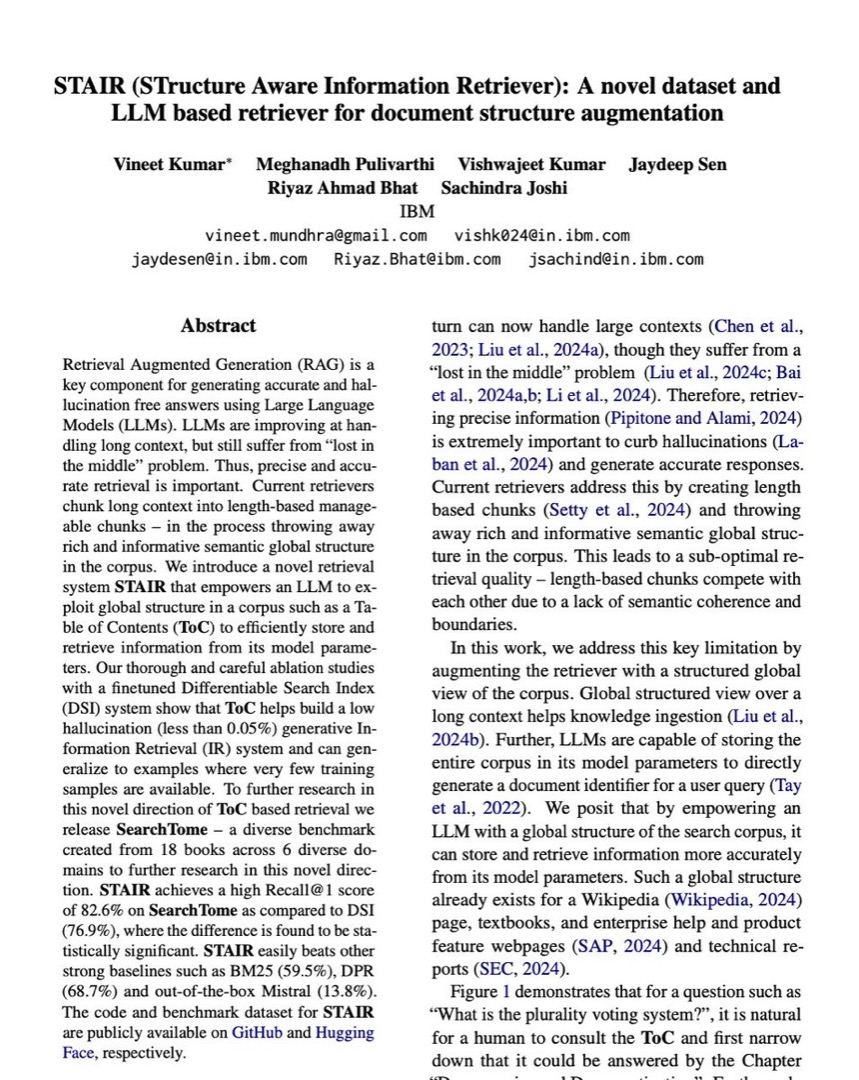 STAIR (STructure Aware Information Retriever): A novel dataset and
LLM based retriever for document structure augmentation
Vineet Kumar* Meghanadh Pulivarthi Vishwajeet Kumar Jaydeep Sen
Riyaz Ahmad Bhat Sachindra Joshi
IBM
vineet.mundhra@gmail.com vishk024@in.ibm.com
jaydesen@in.ibm.com Riyaz.Bhat@ibm.com jsachind@in.ibm.com
Abstract
Retrieval Augmented Generation (RAG) is a
key component for generating accurate and hal-
lucination free answers using Large Language
Models (LLMs). LLMs are improving at han-
dling long context, but still suffer from “lost in
the middle” problem. Thus, precise and accu-
rate retrieval is important. Current retrievers
chunk long context into length-based manage-
able chunks – in the process throwing away
rich and informative semantic global structure
in the corpus. We introduce a novel retrieval
system STAIR that empowers an LLM to ex-
ploit global structure in a corpus such as a Ta-
ble of Contents (ToC) to efficiently store and
retrieve information from its model parame-
ters. Our thorough and careful ablation studies
with a finetuned Differentiable Search Index
(DSI) system show that ToC helps build a low
hallucination (less than 0.05%) generative In-
formation Retrieval (IR) system and can gen-
eralize to examples where very few training
samples are available. To further research in
this novel direction of ToC based retrieval we
release SearchTome – a diverse benchmark
created from 18 books across 6 diverse do-
mains to further research in this novel direc-
tion. STAIR achieves a high Recall@1 score
of 82.6% on SearchTome as compared to DSI
(76.9%), where the difference is found to be sta-
tistically significant. STAIR easily beats other
strong baselines such as BM25 (59.5%), DPR
(68.7%) and out-of-the-box Mistral (13.8%).
The code and benchmark dataset for STAIR
are publicly available on GitHub and Hugging
Face, respectively.
turn can now handle large contexts (Chen et al.,
2023; Liu et al., 2024a), though they suffer from a
“lost in the middle” problem (Liu et al., 2024c; Bai
et al., 2024a,b; Li et al., 2024). Therefore, retriev-
ing precise information (Pipitone and Alami, 2024)
is extremely important to curb hallucinations (La-
ban et al., 2024) and generate accurate responses.
Current retrievers address this by creating length
based chunks (Setty et al., 2024) and throwing
away rich and informative semantic global struc-
ture in the corpus. This leads to a sub-optimal re-
trieval quality – length-based chunks compete with
each other due to a lack of semantic coherence and
boundaries.
In this work, we address this key limitation by
augmenting the retriever with a structured global
view of the corpus. Global structured view over a
long context helps knowledge ingestion (Liu et al.,
2024b). Further, LLMs are capable of storing the
entire corpus in its model parameters to directly
generate a document identifier for a user query (Tay
et al., 2022). We posit that by empowering an
LLM with a global structure of the search corpus, it
can store and retrieve information more accurately
from its model parameters. Such a global structure
already exists for a Wikipedia (Wikipedia, 2024)
page, textbooks, and enterprise help and product
feature webpages (SAP, 2024) and technical re-
ports (SEC, 2024).
Figure 1 demonstrates that for a question such as
“What is the plurality voting system?”, it is natural
for a human to consult the ToC and first narrow
down that it could be answered by the Chapter